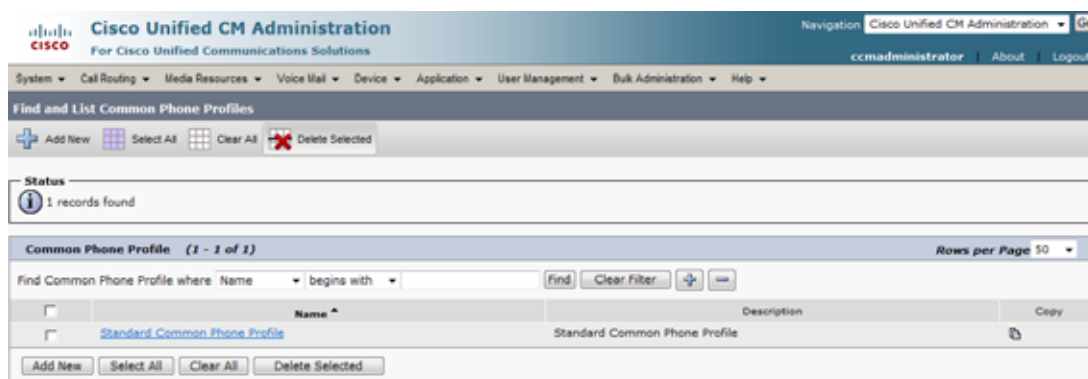 Cisco Unified CM Administration
Navigation Cisco Unified CM Administration
CISCO For Cisco Unified Communications Solutions
ccmadministrator About Logout
System Call Routing Media Resources Voice Mail Device Application User Management Bulk Administration Help
Find and List Common Phone Profiles
Add New Select All Clear All Delete Selected
Status
1 records found
Common Phone Profile (1 - 1 of 1) Rows per Page 50
Find Common Phone Profile where Name begins with Find Clear Filter
Name Description Copy
Standard Common Phone Profile Standard Common Phone Profile
Add New Select All Clear All Delete Selected